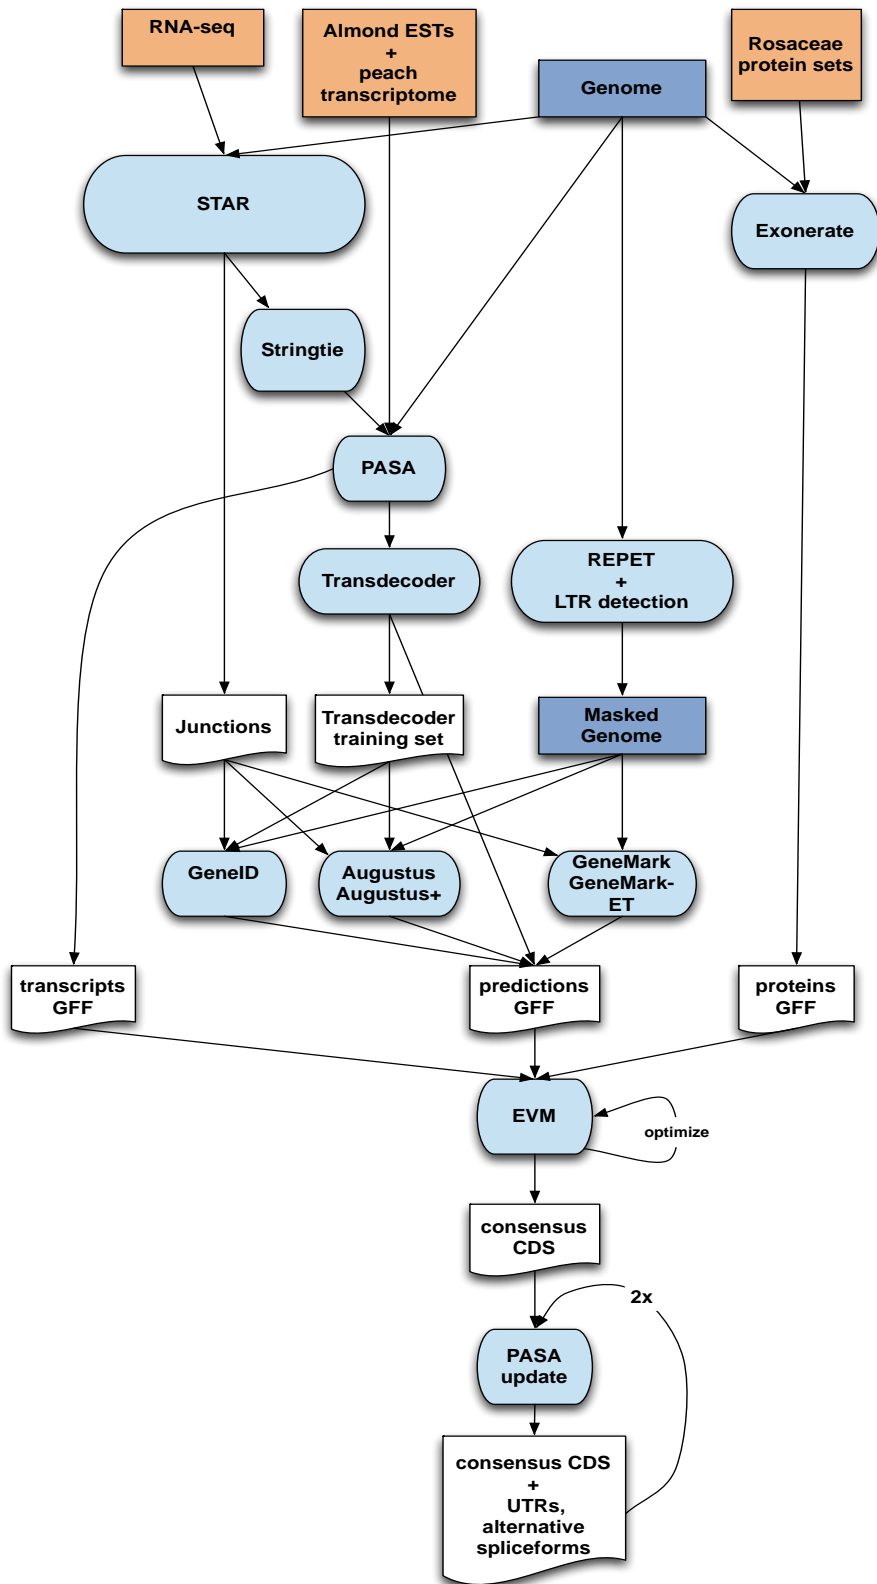 RNA-seq
Almond ESTs
+
peach
transcriptome
Genome
Rosaceae
protein sets
STAR
Exonerate
Stringtie
PASA
Transdecoder
REPET
+
LTR detection
Junctions
Transdecoder
training set
Masked
Genome
GeneID
Augustus
Augustus+
GeneMark
GeneMark-
ET
transcripts
GFF
predictions
GFF
proteins
GFF
EVM
optimize
consensus
CDS
2x
PASA
update
consensus CDS
+
UTRs,
alternative
spliceforms